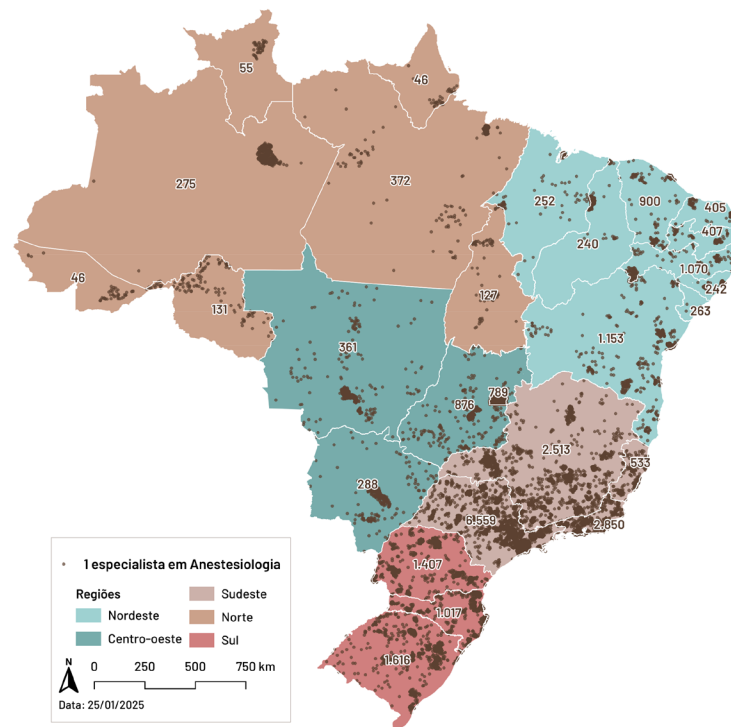 55
46
275
372
252
900
405
407
240
1.070
46
242
131
127
263
1.153
361
789
876
2.513
533
288
6.559
2.850
1.407
1.017
1.616
1 especialista em Anestesiologia
Regiões
Nordeste
Centro-oeste
Sudeste
Norte
Sul
N
0 250 500 750 km
Data: 25/01/2025